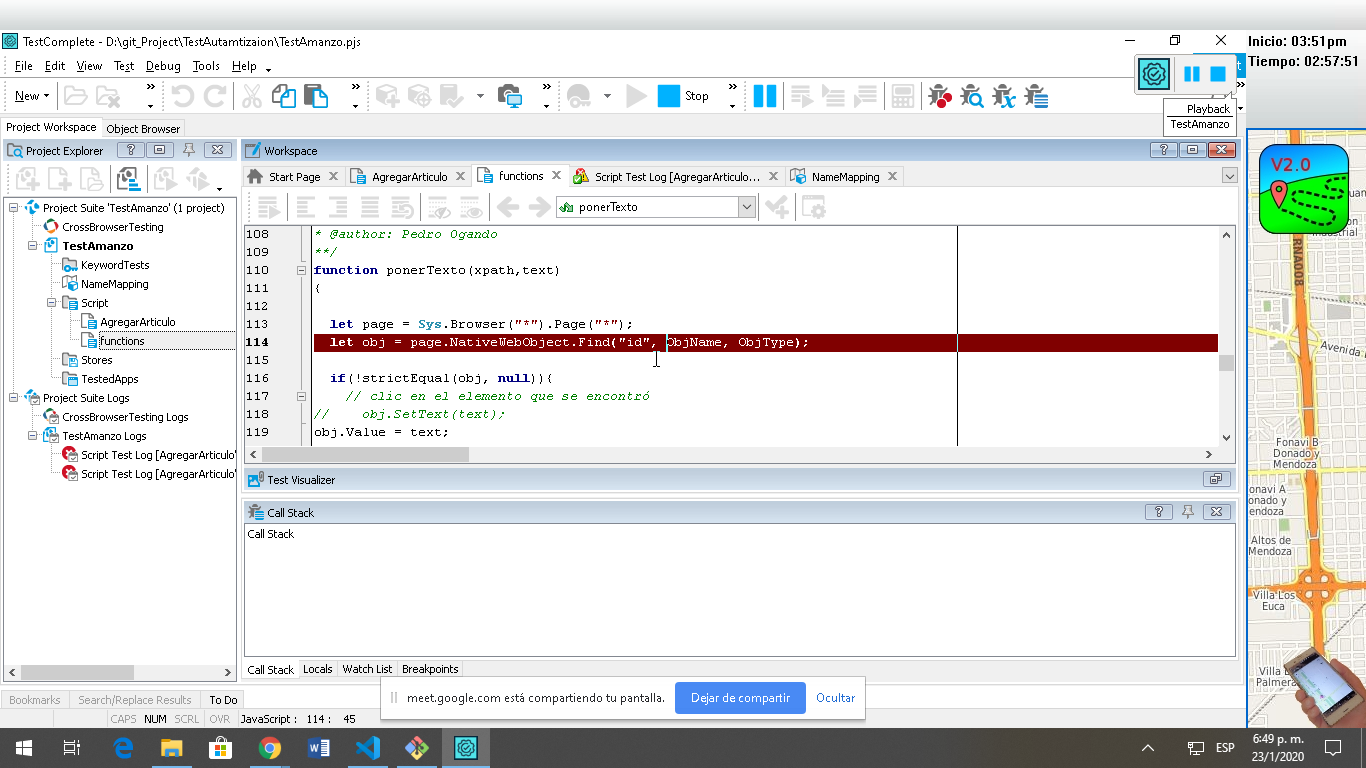 TestComplete - D:\git_Project\TestAutamtizaion\TestAmanzo.pjs
Inicio: 03:51pm
Tiempo: 02:57:51
File Edit View Test Debug Tools Help
New
Stop
Playback
TestAmanzo
Project Workspace Object Browser
Project Explorer
Workspace
Start Page AgregarArticulo functions Script Test Log [AgregarArticulo... NameMapping
ponerTexto
Project Suite 'TestAmanzo' (1 project)
CrossBrowserTesting
TestAmanzo
KeywordTests
NameMapping
Script
AgregarArticulo
functions
Stores
TestedApps
Project Suite Logs
CrossBrowserTesting Logs
TestAmanzo Logs
Script Test Log [AgregarArticulo'
Script Test Log [AgregarArticulo'
108 * @author: Pedro Ogando
109 **/
110 function ponerTexto(xpath,text)
111 {
112
113 let page = Sys.Browser("*").Page("*");
114 let obj = page.NativeWebObject.Find("id", ObjName, ObjType);
115
116 if(!strictEqual(obj, null)){
117 // clic en el elemento que se encontró
118 // obj.SetText(text);
119 obj.Value = text;
Test Visualizer
Call Stack
Call Stack
Call Stack Locals Watch List Breakpoints
Bookmarks Search/Replace Results To Do
CAPS NUM SCRL OVR JavaScript : 114 : 45
meet.google.com está compartiendo tu pantalla. Dejar de compartir Ocultar
V2.0
RNA008
Avenida
Fonavi B
Donado y
Mendoza
Altos de
Mendoza
Villa Los
Euca
Villa L
Palmera
ESP
6:49 p. m.
23/1/2020